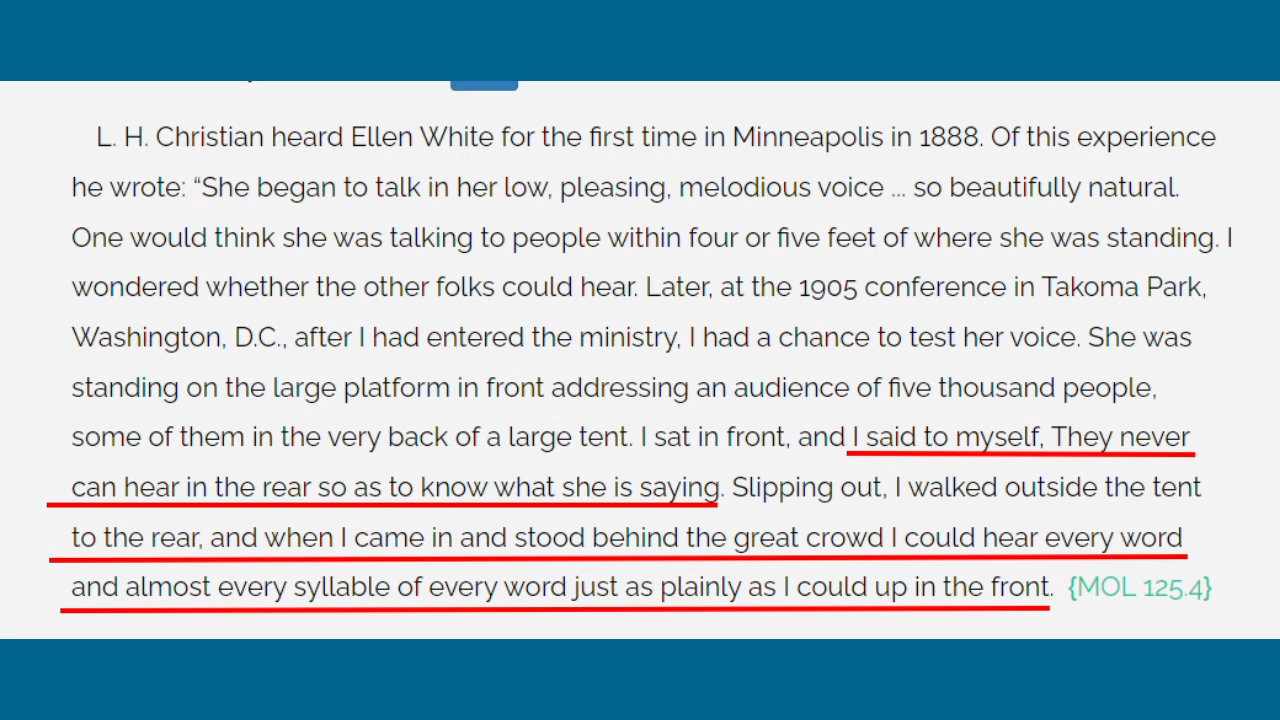 L. H. Christian heard Ellen White for the first time in Minneapolis in 1888. Of this experience
he wrote: “She began to talk in her low, pleasing, melodious voice ... so beautifully natural.
One would think she was talking to people within four or five feet of where she was standing. I
wondered whether the other folks could hear. Later, at the 1905 conference in Takoma Park,
Washington, D.C., after I had entered the ministry, I had a chance to test her voice. She was
standing on the large platform in front addressing an audience of five thousand people,
some of them in the very back of a large tent. I sat in front, and I said to myself, They never
can hear in the rear so as to know what she is saying. Slipping out, I walked outside the tent
to the rear, and when I came in and stood behind the great crowd I could hear every word
and almost every syllable of every word just as plainly as I could up in the front. {MOL 125.4}